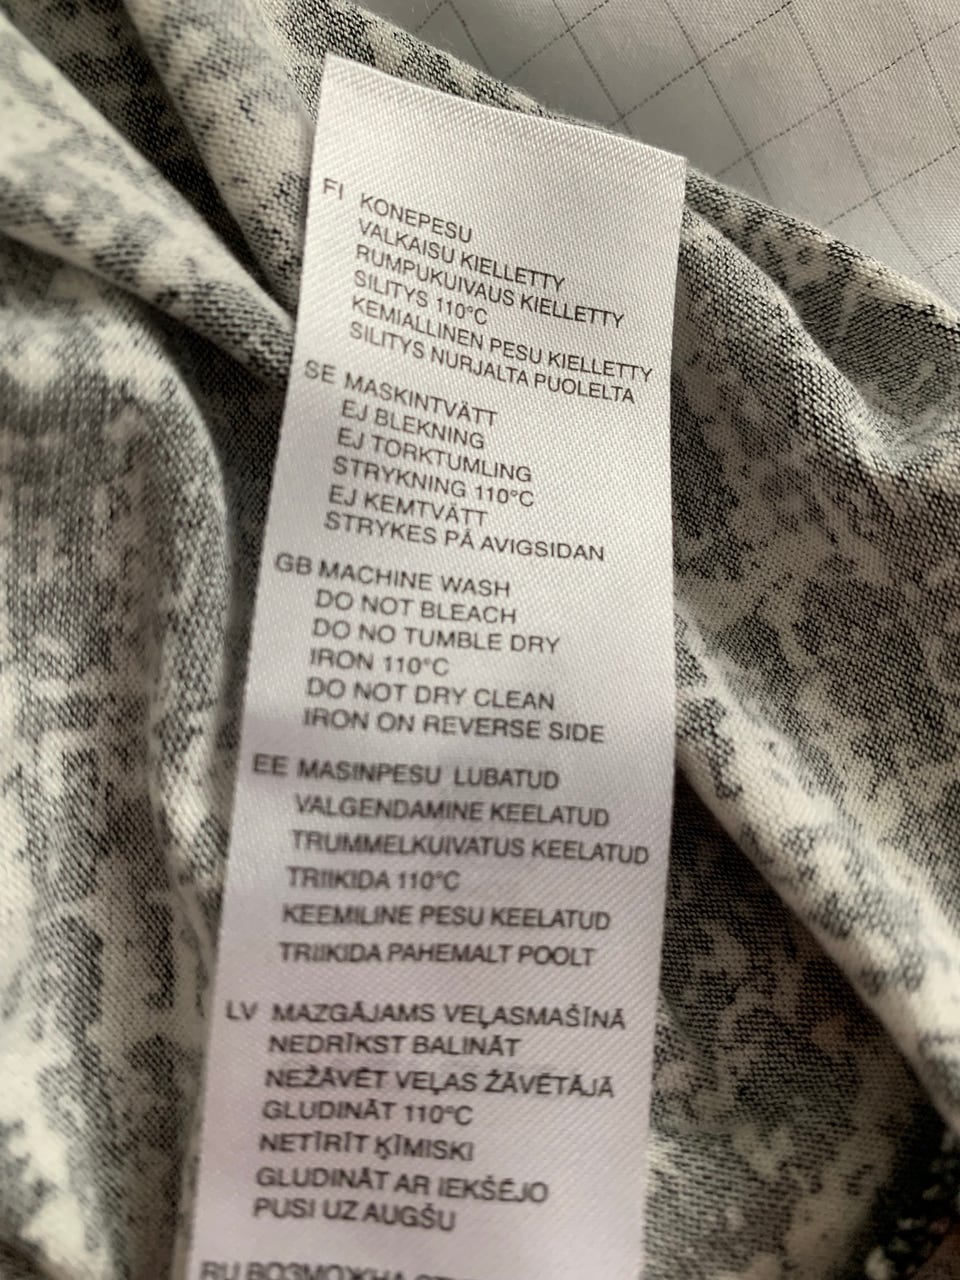 FI KONEPESU
VALKAISU KIELLETTY
RUMPUKUIVAUS KIELLETTY
SILITYS 110°C
KEMIALLINEN PESU KIELLETTY
SILITYS NURJALTA PUOLELTA
SE MASKINTVÄTT
EJ BLEKNING
EJ TORKTUMLING
STRYKNING 110°C
EJ KEMTVÄTT
STRYKES PÅ AVIGSIDAN
GB MACHINE WASH
DO NOT BLEACH
DO NO TUMBLE DRY
IRON 110°C
DO NOT DRY CLEAN
IRON ON REVERSE SIDE
EE MASINPESU LUBATUD
VALGENDAMINE KEELATUD
TRUMMELKUIVATUS KEELATUD
TRIIKIDA 110°C
KEEMILINE PESU KEELATUD
TRIIKIDA PAHEMALT POOLT
LV MAZGĀJAMS VEĻASMAŠĪNĀ
NEDRĪKST BALINĀT
NEŽĀVĒT VEĻAS ŽĀVĒTĀJĀ
GLUDINĀT 110°C
NETĪRĪT ĶĪMISKI
GLUDINĀT AR IEKŠĒJO
PUSI UZ AUGŠU
RU ВОЗМОЖНА